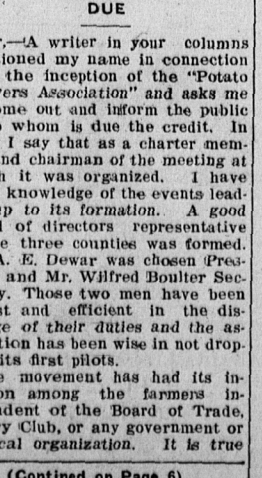 DUE
r,—A writer in your columns
ioned my name in connection
the inception of the "Potato
ers Association" and asks me
ome out and inform the public
o whom is due the credit. In
I say that as a charter mem-
nd chairman of the meeting at
h it was organized. I have
knowledge of the events lead-
p to its formation. A good
d of directors representative
e three counties was formed.
A. E. Dewar was chosen Pres-
and Mr. Wilfred Boulter Sec-
y. Those two men have been
st and efficient in the dis-
ge of their duties and the as-
tion has been wise in not drop-
its first pilots.
e movement has had its in-
on among the farmers in-
dent of the Board of Trade,
ry Club, or any government or
cal organization. It is true
(Contined on Page 6)